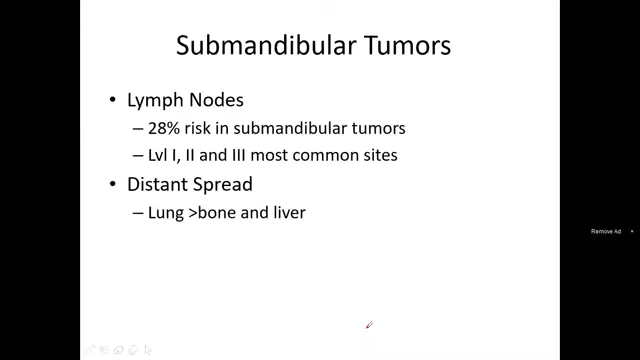 Submandibular Tumors
• Lymph Nodes
– 28% risk in submandibular tumors
– Lvl I, II and III most common sites
• Distant Spread
– Lung >bone and liver
Remove Ad